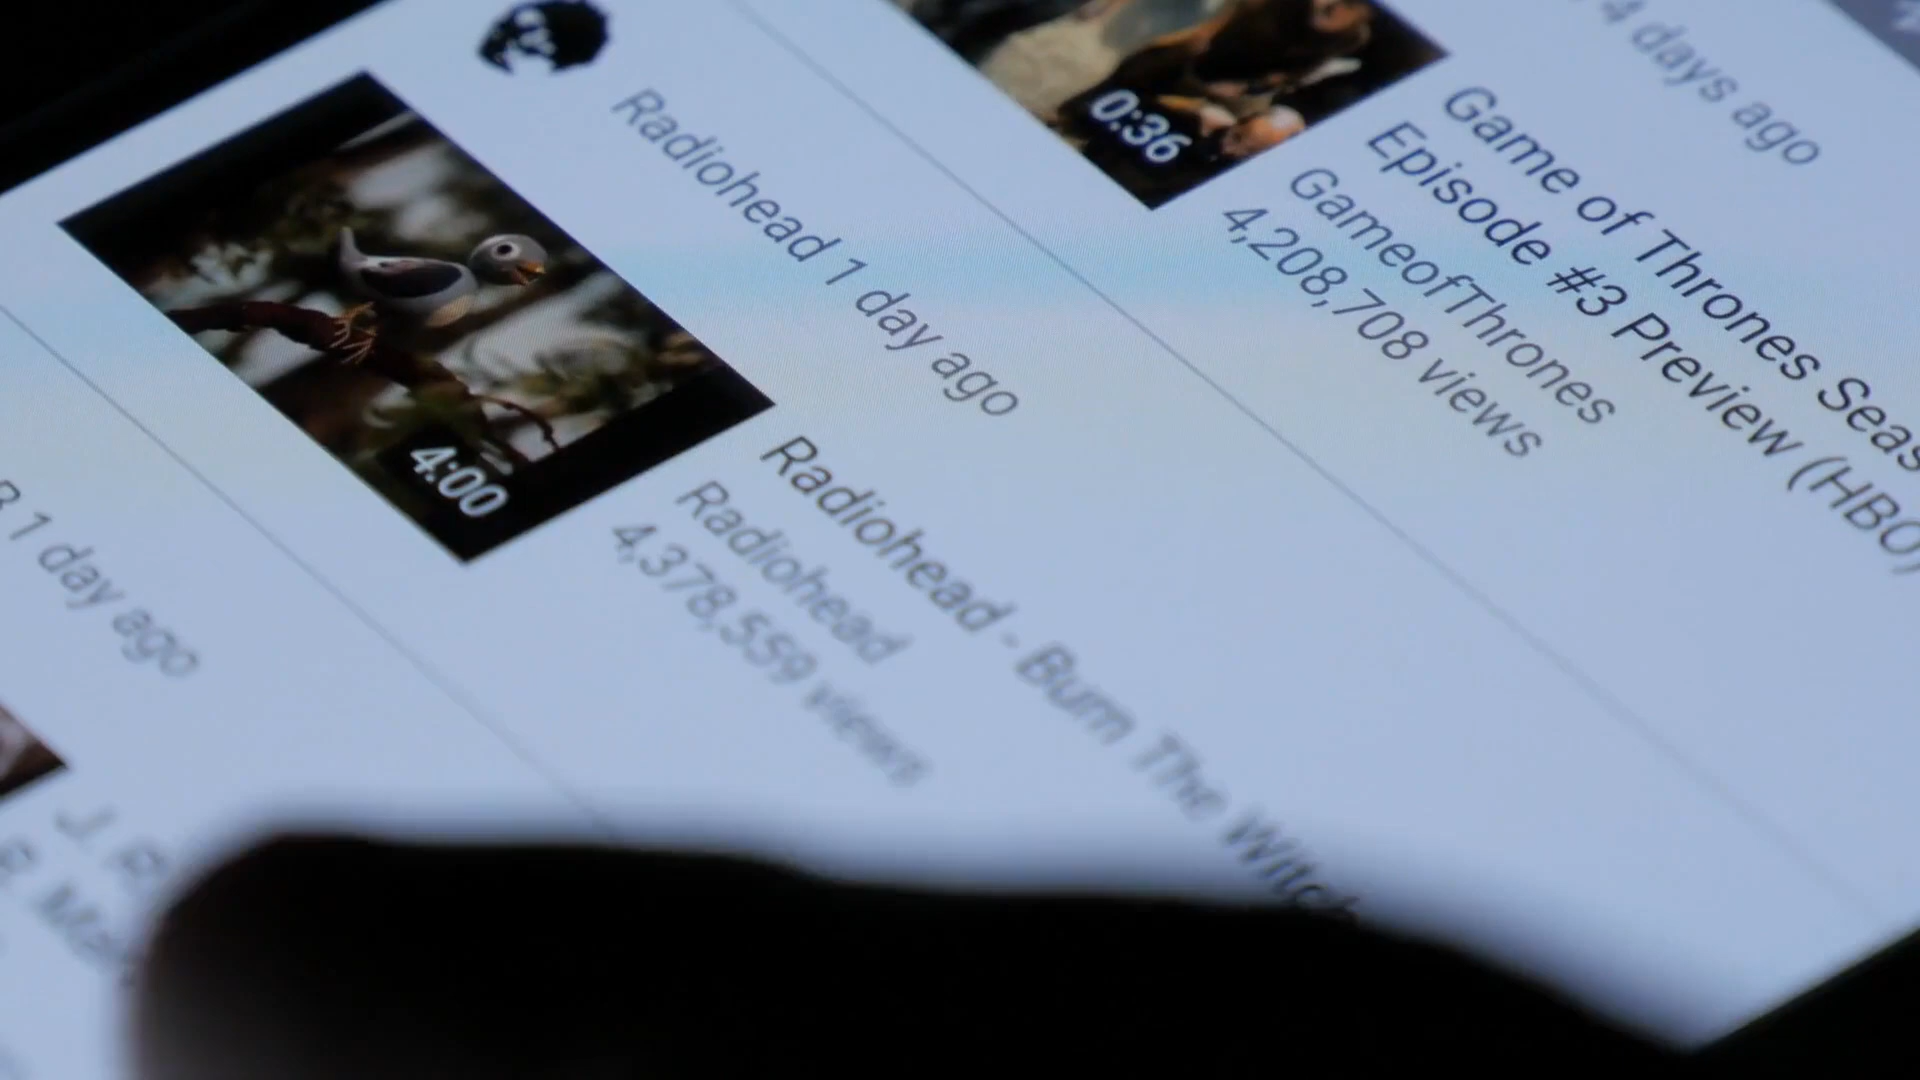 4 days ago
0:36
Game of Thrones Seas
Episode #3 Preview (HBO)
GameofThrones
4,208,708 views
Radiohead 1 day ago
4:00
Radiohead - Burn The Witch
Radiohead
4,378,559 views
R 1 day ago